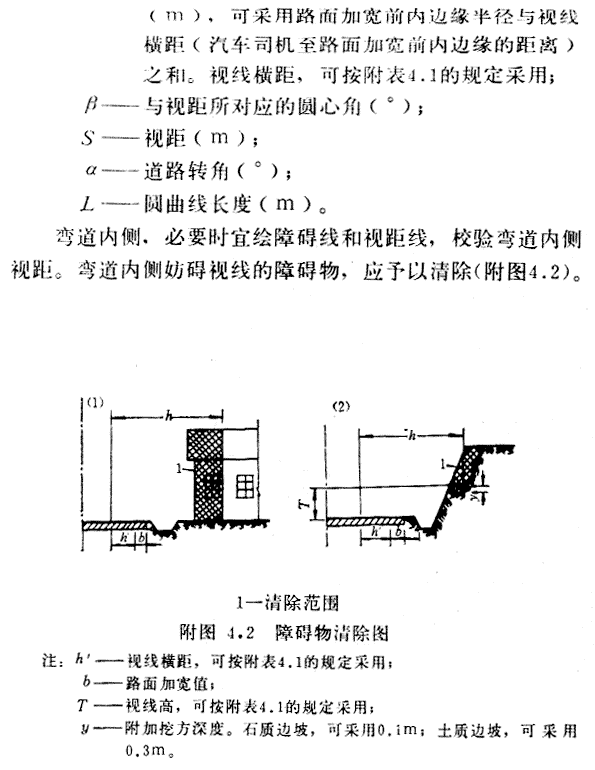 (m)，可采用路面加宽前内边缘半径与视线
横距(汽车司机至路面加宽前内边缘的距离)
之和。视线横距，可按附表4.1的规定采用；
β——与视距所对应的圆心角(°)；
S——视距(m)；
α——道路转角(°)；
L——圆曲线长度(m)。
弯道内侧，必要时宜绘障碍线和视距线，校验弯道内侧
视距。弯道内侧妨碍视线的障碍物，应予以清除(附图4.2)。
(1)
h
1
h' b
(2)
h
1
T
y
h' b
1—清除范围
附图 4.2 障碍物清除图
注：h'——视线横距，可按附表4.1的规定采用；
b——路面加宽值；
T——视线高，可按附表4.1的规定采用；
y——附加挖方深度。石质边坡，可采用0.1m；土质边坡，可采用
0.3m。